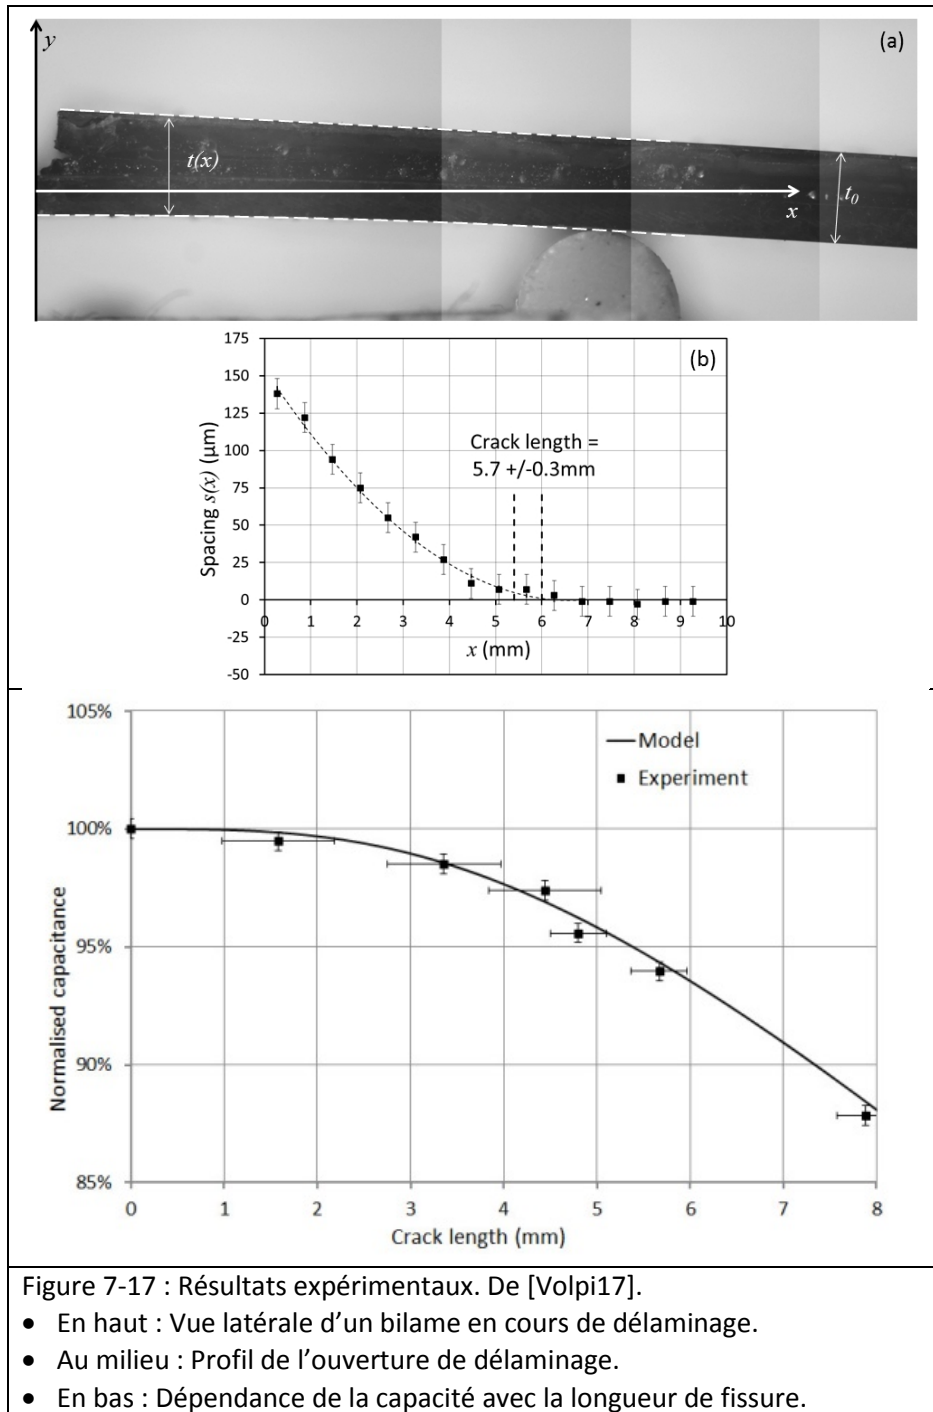 y
(a)
t(x)
x
t0
175
(b)
150
125
Crack length =
100
5.7 +/-0.3mm
75
50
25
0
0 1 2 3 4 5 6 7 8 9 10
-25
x (mm)
-50
Spacing s(x) (µm)
105%
Model
Experiment
100%
95%
90%
85%
Normalised capacitance
0 1 2 3 4 5 6 7 8
Crack length (mm)
Figure 7-17 : Résultats expérimentaux. De [Volpi17].
• En haut : Vue latérale d’un bilame en cours de délaminage.
• Au milieu : Profil de l’ouverture de délaminage.
• En bas : Dépendance de la capacité avec la longueur de fissure.